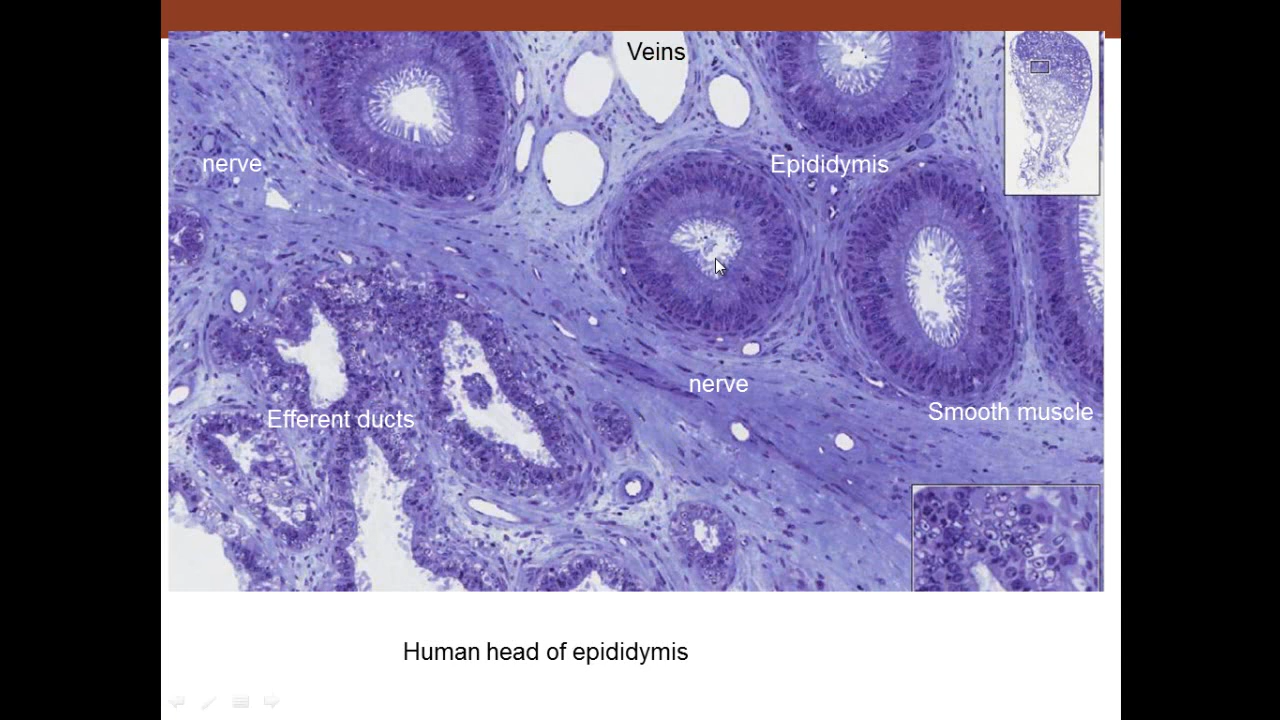 Veins
nerve
Epididymis
nerve
Smooth muscle
Efferent ducts
Human head of epididymis